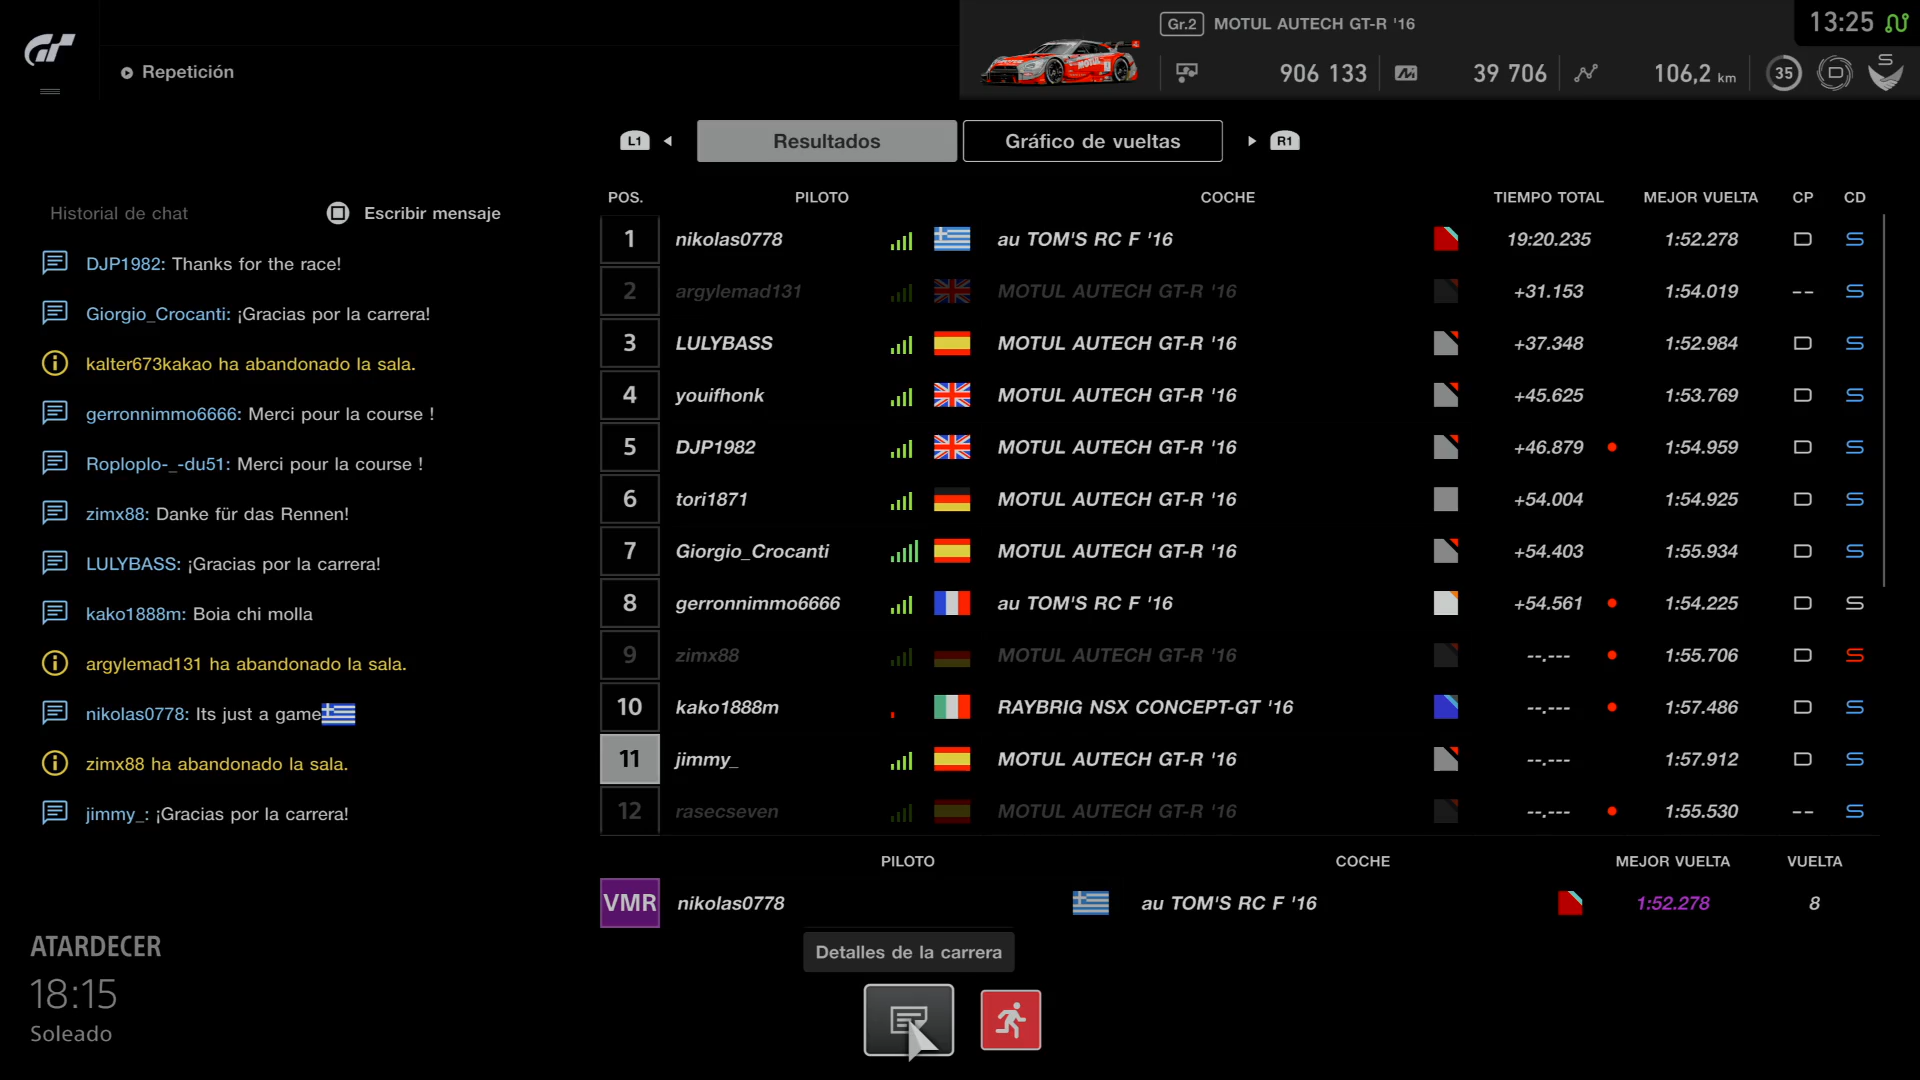 Repetición
Gr.2 MOTUL AUTECH GT-R '16
13:25
906 133 39 706 106,2 km 35 D S
L1 Resultados Gráfico de vueltas R1
Historial de chat Escribir mensaje
DJP1982: Thanks for the race!
Giorgio_Crocanti: ¡Gracias por la carrera!
kalter673kakao ha abandonado la sala.
gerronnimmo6666: Merci pour la course !
Roploplo-_-du51: Merci pour la course !
zimx88: Danke für das Rennen!
LULYBASS: ¡Gracias por la carrera!
kako1888m: Boia chi molla
argylemad131 ha abandonado la sala.
nikolas0778: Its just a game
zimx88 ha abandonado la sala.
jimmy_: ¡Gracias por la carrera!
POS. PILOTO COCHE TIEMPO TOTAL MEJOR VUELTA CP CD
1 nikolas0778 au TOM'S RC F '16 19:20.235 1:52.278 D S
2 argylemad131 MOTUL AUTECH GT-R '16 +31.153 1:54.019 -- S
3 LULYBASS MOTUL AUTECH GT-R '16 +37.348 1:52.984 D S
4 youifhonk MOTUL AUTECH GT-R '16 +45.625 1:53.769 D S
5 DJP1982 MOTUL AUTECH GT-R '16 +46.879 1:54.959 D S
6 tori1871 MOTUL AUTECH GT-R '16 +54.004 1:54.925 D S
7 Giorgio_Crocanti MOTUL AUTECH GT-R '16 +54.403 1:55.934 D S
8 gerronnimmo6666 au TOM'S RC F '16 +54.561 1:54.225 D S
9 zimx88 MOTUL AUTECH GT-R '16 --.--- 1:55.706 D S
10 kako1888m RAYBRIG NSX CONCEPT-GT '16 --.--- 1:57.486 D S
11 jimmy_ MOTUL AUTECH GT-R '16 --.--- 1:57.912 D S
12 rasecseven MOTUL AUTECH GT-R '16 --.--- 1:55.530 -- S
PILOTO COCHE MEJOR VUELTA VUELTA
VMR nikolas0778 au TOM'S RC F '16 1:52.278 8
Detalles de la carrera
ATARDECER
18:15
Soleado